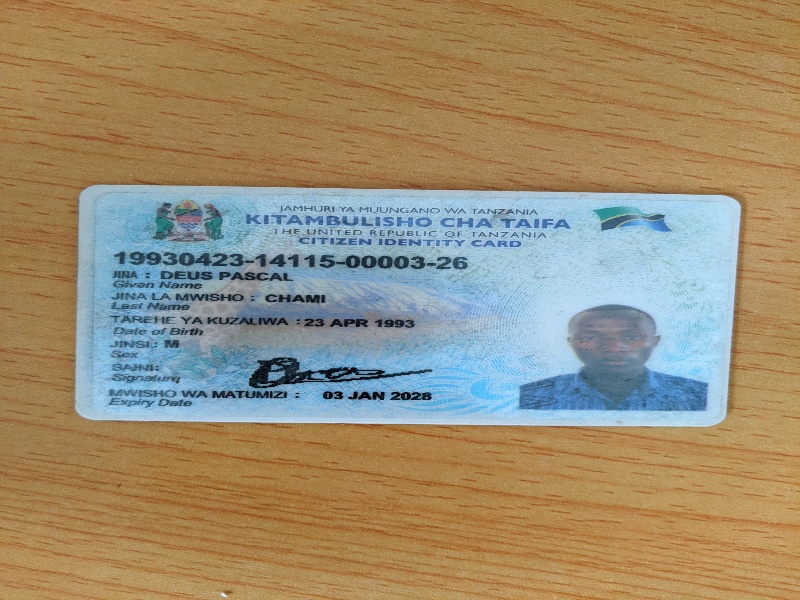 JAMHURI YA MUUNGANO WA TANZANIA
KITAMBULISHO CHA TAIFA
THE UNITED REPUBLIC OF TANZANIA
CITIZEN IDENTITY CARD
19930423-14115-00003-26
JINA : DEUS PASCAL
Given Name
JINA LA MWISHO : CHAMI
Last Name
TAREHE YA KUZALIWA : 23 APR 1993
Date of Birth
JINSI : M
Sex
SAINI:
Signature
MWISHO WA MATUMIZI : 03 JAN 2028
Expiry Date